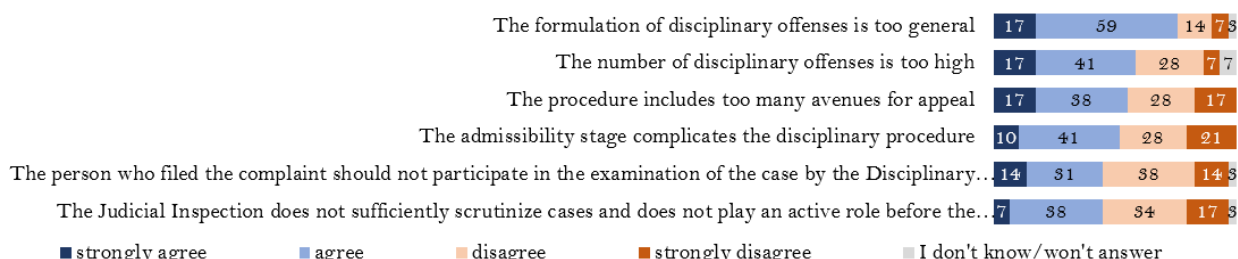 The formulation of disciplinary offenses is too general 17 59 14 7 3
The number of disciplinary offenses is too high 17 41 28 7 7
The procedure includes too many avenues for appeal 17 38 28 17
The admissibility stage complicates the disciplinary procedure 10 41 28 21
The person who filed the complaint should not participate in the examination of the case by the Disciplinary... 14 31 38 14 3
The Judicial Inspection does not sufficiently scrutinize cases and does not play an active role before the... 7 38 34 17 3
strongly agree agree disagree strongly disagree I don't know/won't answer